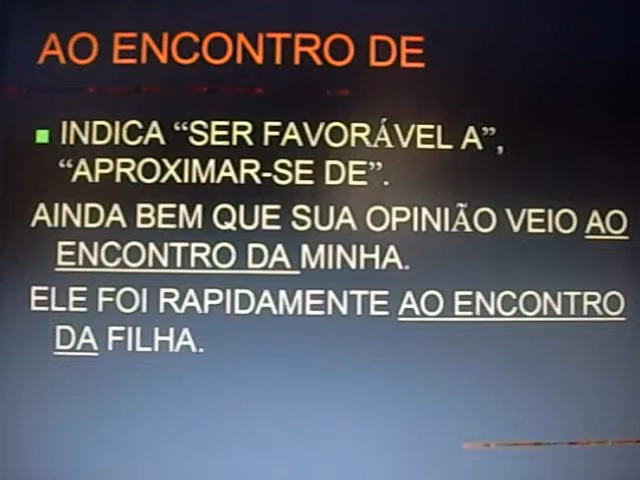 AO ENCONTRO DE
INDICA “SER FAVORÁVEL A”,
“APROXIMAR-SE DE”.
AINDA BEM QUE SUA OPINIÃO VEIO AO
ENCONTRO DA MINHA.
ELE FOI RAPIDAMENTE AO ENCONTRO
DA FILHA.